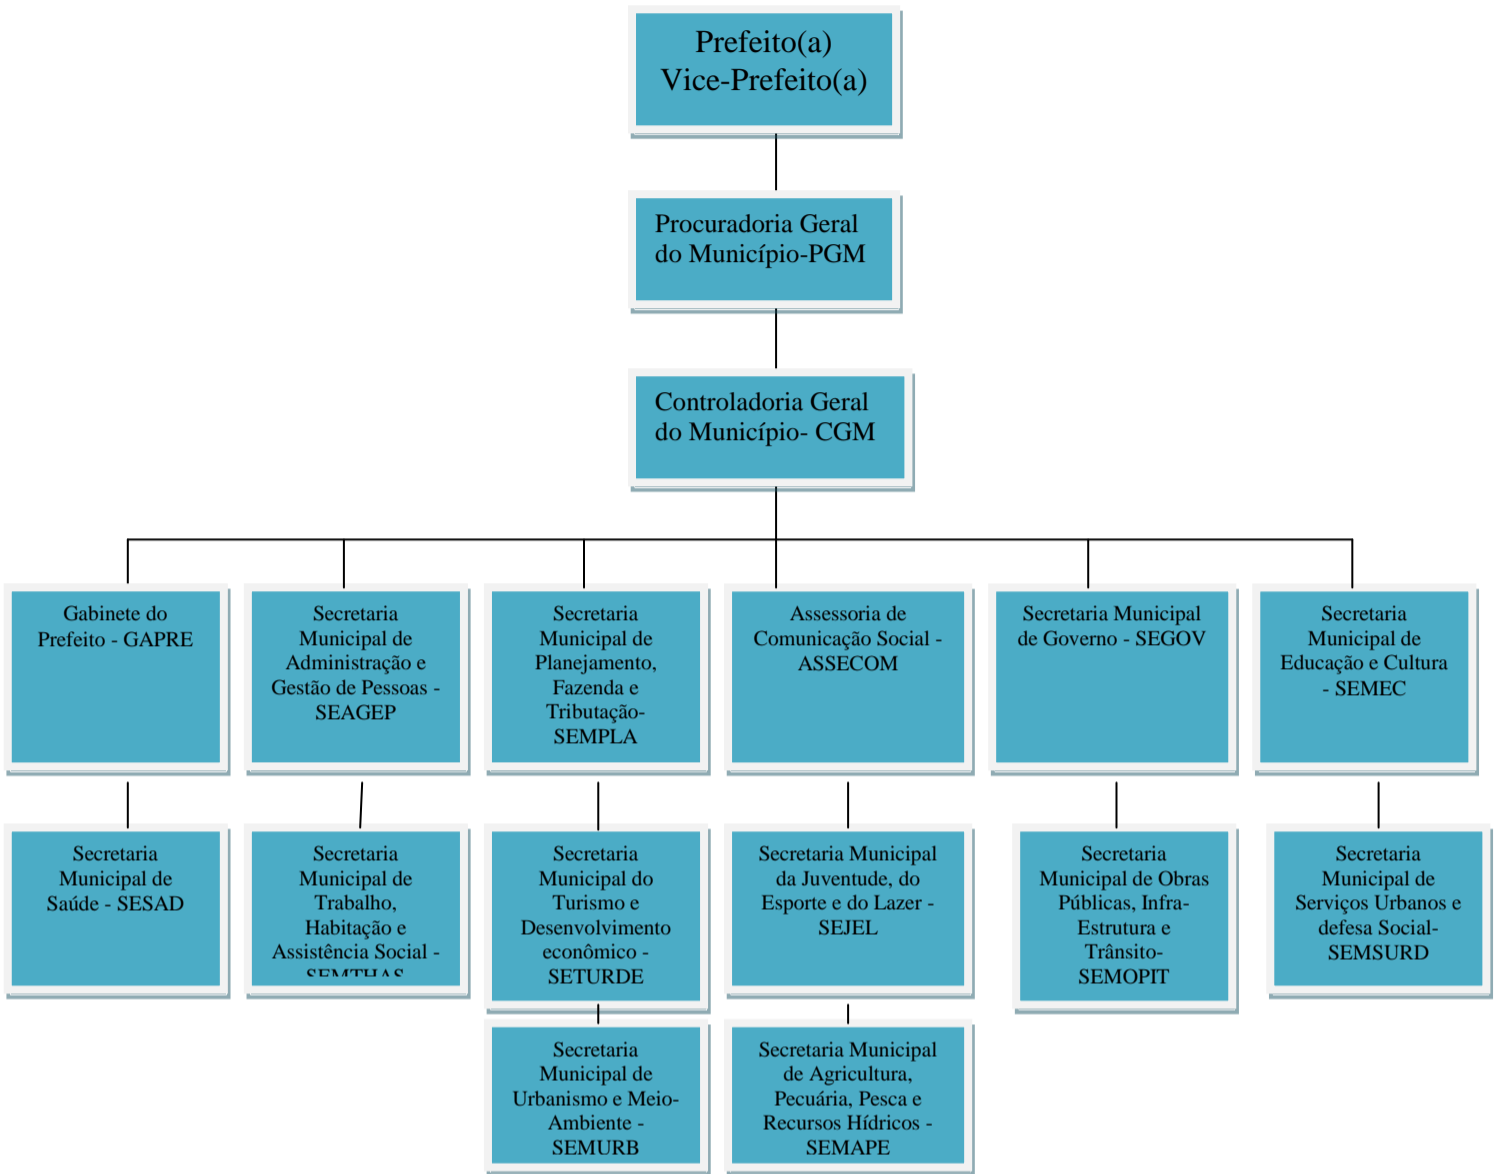 Prefeito(a)
Vice-Prefeito(a)
Procuradoria Geral
do Município-PGM
Controladoria Geral
do Município- CGM
Gabinete do
Prefeito - GAPRE
Secretaria
Municipal de
Administração e
Gestão de Pessoas -
SEAGEP
Secretaria
Municipal de
Planejamento,
Fazenda e
Tributação-
SEMPLA
Assessoria de
Comunicação Social -
ASSECOM
Secretaria Municipal
de Governo - SEGOV
Secretaria
Municipal de
Educação e Cultura
- SEMEC
Secretaria
Municipal de
Saúde - SESAD
Secretaria
Municipal de
Trabalho,
Habitação e
Assistência Social -
SEMTHAS
Secretaria
Municipal do
Turismo e
Desenvolvimento
econômico -
SETURDE
Secretaria Municipal
da Juventude, do
Esporte e do Lazer -
SEJEL
Secretaria
Municipal de Obras
Públicas, Infra-
Estrutura e
Trânsito-
SEMOPIT
Secretaria
Municipal de
Serviços Urbanos e
defesa Social-
SEMSURD
Secretaria
Municipal de
Urbanismo e Meio-
Ambiente -
SEMURB
Secretaria Municipal
de Agricultura,
Pecuária, Pesca e
Recursos Hídricos -
SEMAPE